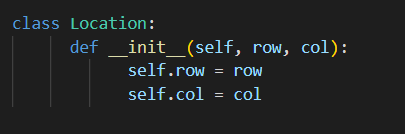 class Location:
    def __init__(self, row, col):
        self.row = row
        self.col = col